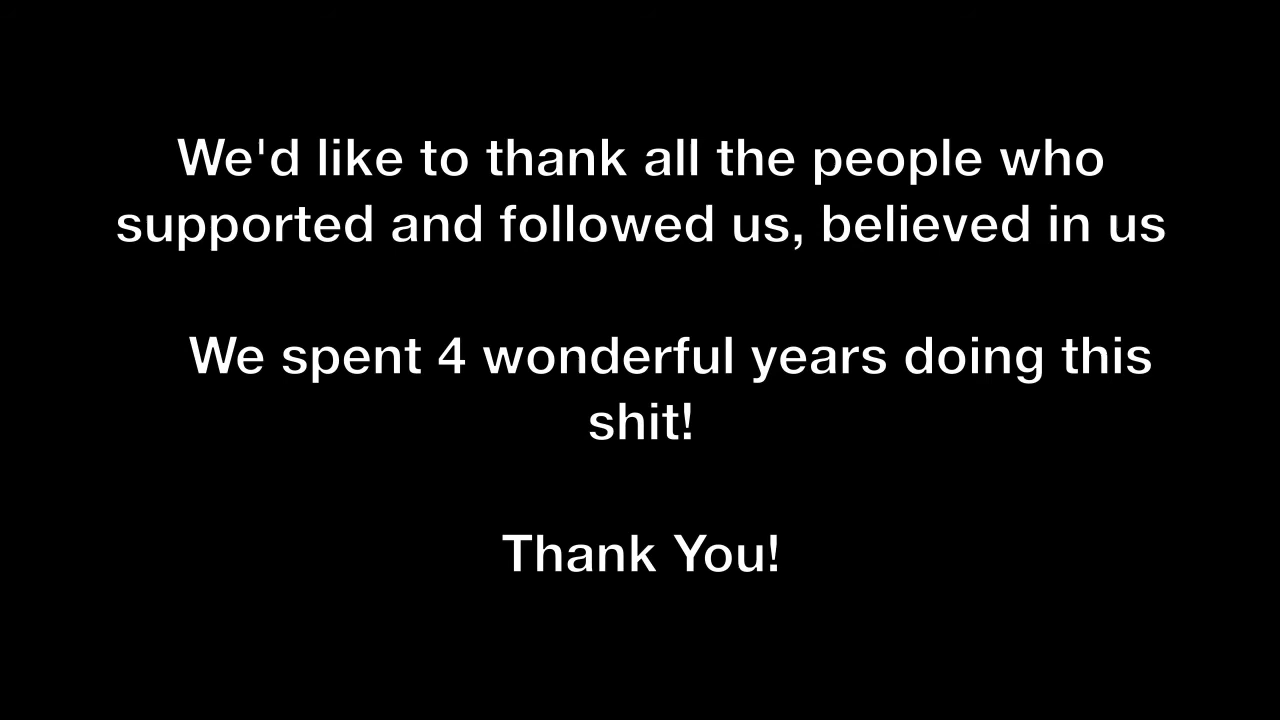 We'd like to thank all the people who
supported and followed us, believed in us
We spent 4 wonderful years doing this
shit!
Thank You!